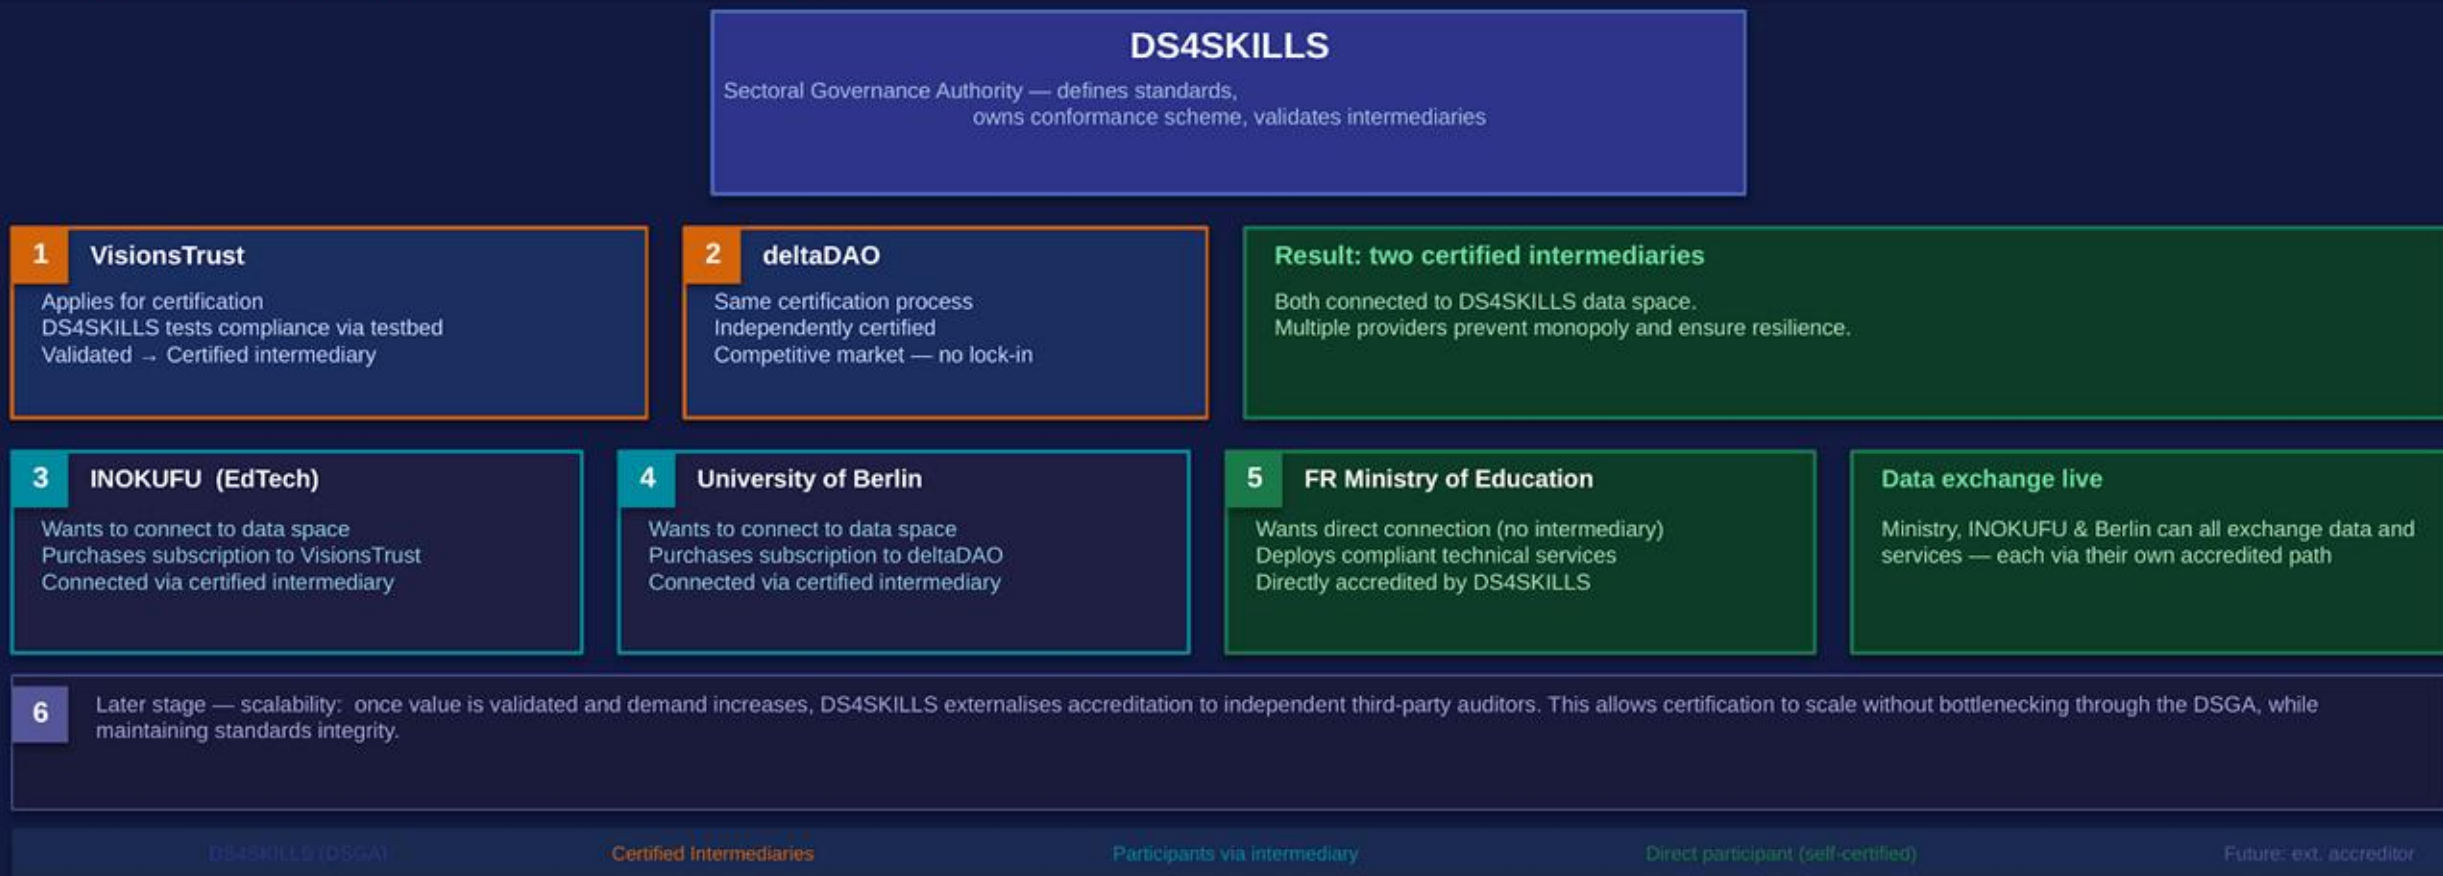 DS4SKILLS
Sectoral Governance Authority — defines standards,
owns conformance scheme, validates intermediaries
1
VisionsTrust
Applies for certification
DS4SKILLS tests compliance via testbed
Validated → Certified intermediary
2
deltaDAO
Same certification process
Independently certified
Competitive market — no lock-in
Result: two certified intermediaries
Both connected to DS4SKILLS data space.
Multiple providers prevent monopoly and ensure resilience.
3
INOKUFU (EdTech)
Wants to connect to data space
Purchases subscription to VisionsTrust
Connected via certified intermediary
4
University of Berlin
Wants to connect to data space
Purchases subscription to deltaDAO
Connected via certified intermediary
5
FR Ministry of Education
Wants direct connection (no intermediary)
Deploys compliant technical services
Directly accredited by DS4SKILLS
Data exchange live
Ministry, INOKUFU & Berlin can all exchange data and
services — each via their own accredited path
6
Later stage — scalability: once value is validated and demand increases, DS4SKILLS externalises accreditation to independent third-party auditors. This allows certification to scale without bottlenecking through the DSGA, while
maintaining standards integrity.
DS4SKILLS (DSGA)
Certified Intermediaries
Participants via intermediary
Direct participant (self-certified)
Future: ext. accreditor